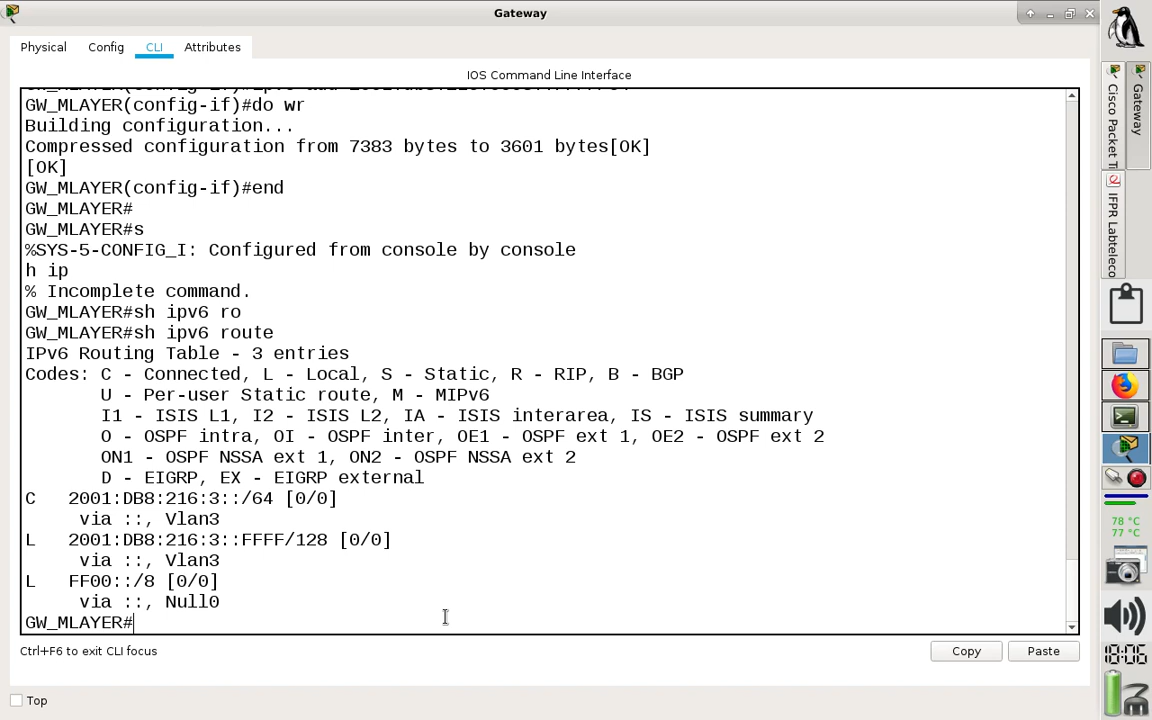 Gateway
Physical
Config
CLI
Attributes
IOS Command Line Interface
GW_MLAYER(config-if)#do wr
Building configuration...
Compressed configuration from 7383 bytes to 3601 bytes[OK]
[OK]
GW_MLAYER(config-if)#end
GW_MLAYER#
GW_MLAYER#s
%SYS-5-CONFIG_I: Configured from console by console
h ip
% Incomplete command.
GW_MLAYER#sh ipv6 ro
GW_MLAYER#sh ipv6 route
IPv6 Routing Table - 3 entries
Codes: C - Connected, L - Local, S - Static, R - RIP, B - BGP
U - Per-user Static route, M - MIPv6
I1 - ISIS L1, I2 - ISIS L2, IA - ISIS interarea, IS - ISIS summary
O - OSPF intra, OI - OSPF inter, OE1 - OSPF ext 1, OE2 - OSPF ext 2
ON1 - OSPF NSSA ext 1, ON2 - OSPF NSSA ext 2
D - EIGRP, EX - EIGRP external
C 2001:DB8:216:3::/64 [0/0]
via ::, Vlan3
L 2001:DB8:216:3::FFFF/128 [0/0]
via ::, Vlan3
L FF00::/8 [0/0]
via ::, Null0
GW_MLAYER#
Ctrl+F6 to exit CLI focus
Copy
Paste
Top
Cisco Packet T
Gateway
IFPR Labteleco
78 °C
77 °C
18:06